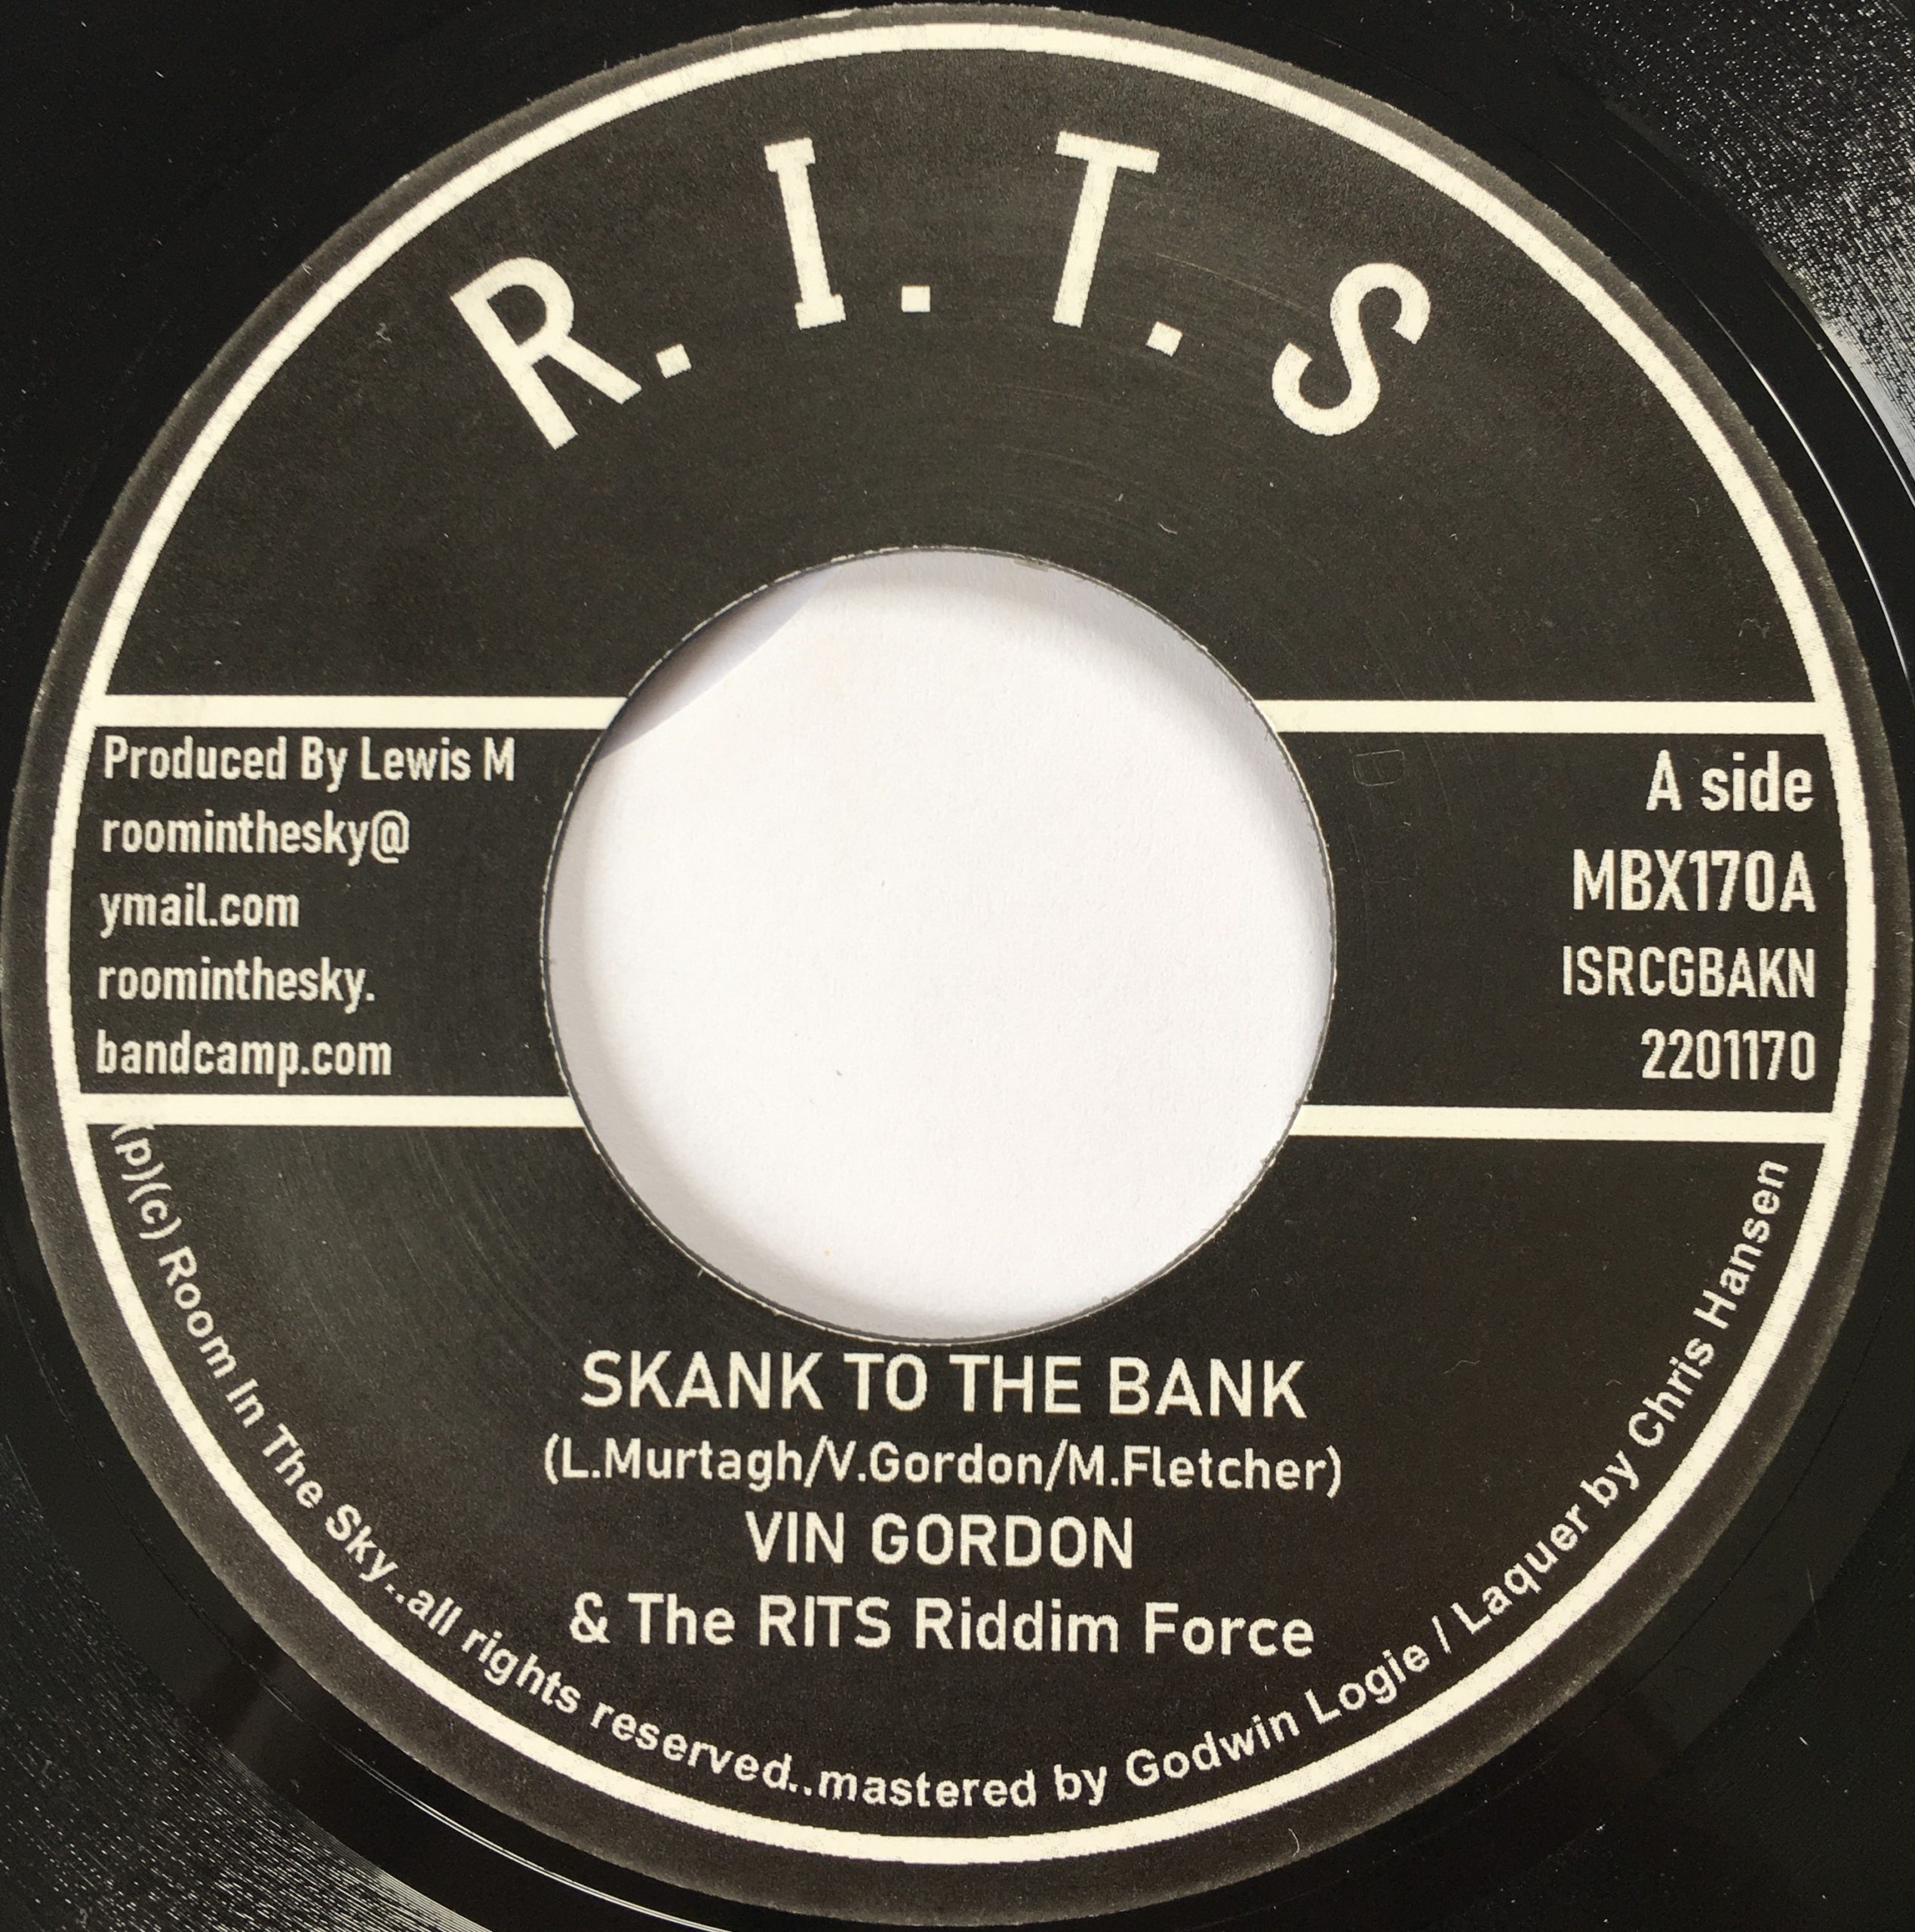 R. I. T. S
Produced By Lewis M
roominthesky@
ymail.com
roominthesky.
bandcamp.com
A side
MBX170A
ISRCGBAKN
2201170
SKANK TO THE BANK
(L.Murtagh/V.Gordon/M.Fletcher)
VIN GORDON
& The RITS Riddim Force
(p)(c) Room In The Sky..all rights reserved..mastered by Godwin Logie / Laquer by Chris Hansen